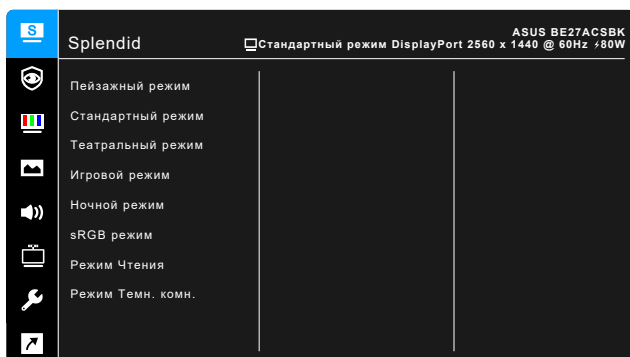 S
Splendid
ASUS BE27ACSBK
Стандартный режим DisplayPort 2560 x 1440 @ 60Hz ⚡80W
Пейзажный режим
Стандартный режим
Театральный режим
Игровой режим
Ночной режим
sRGB режим
Режим Чтения
Режим Темн. комн.